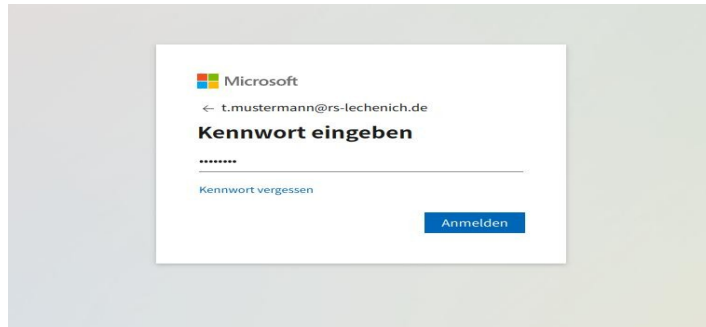 Microsoft
← t.mustermann@rs-lechenich.de
Kennwort eingeben
••••••••
Kennwort vergessen
Anmelden